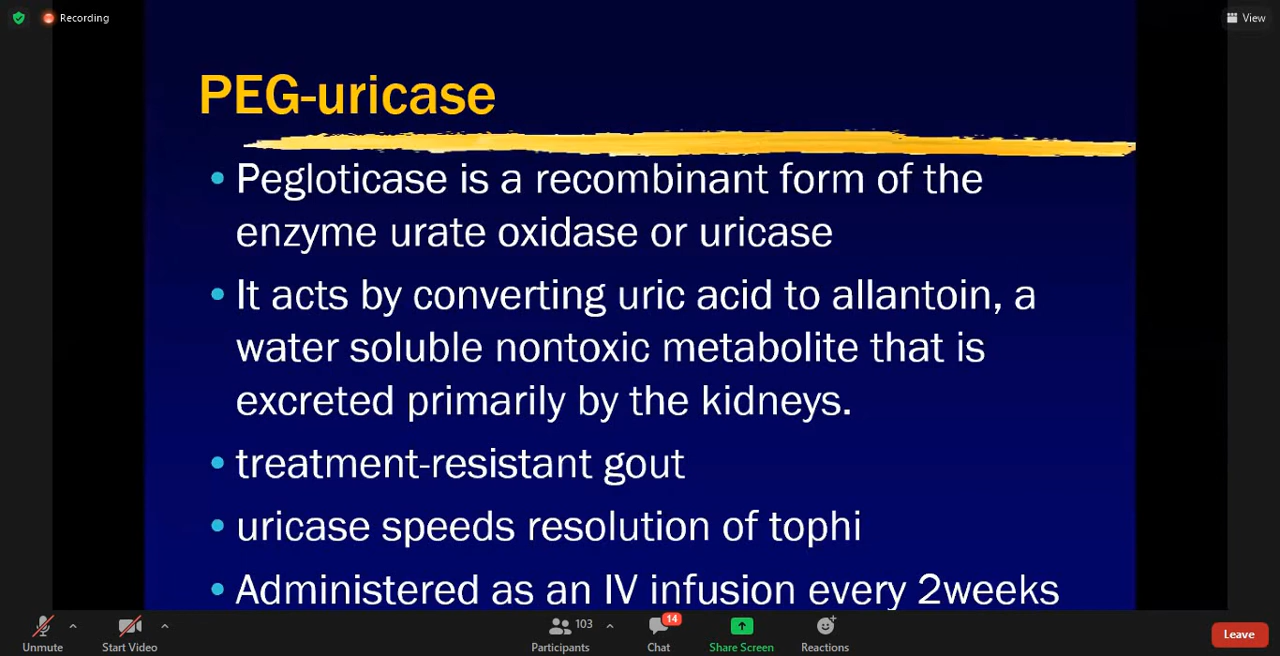 Recording
View
PEG-uricase
• Pegloticase is a recombinant form of the
enzyme urate oxidase or uricase
• It acts by converting uric acid to allantoin, a
water soluble nontoxic metabolite that is
excreted primarily by the kidneys.
• treatment-resistant gout
• uricase speeds resolution of tophi
• Administered as an IV infusion every 2weeks
103
14
Unmute
Start Video
Participants
Chat
Share Screen
Reactions
Leave